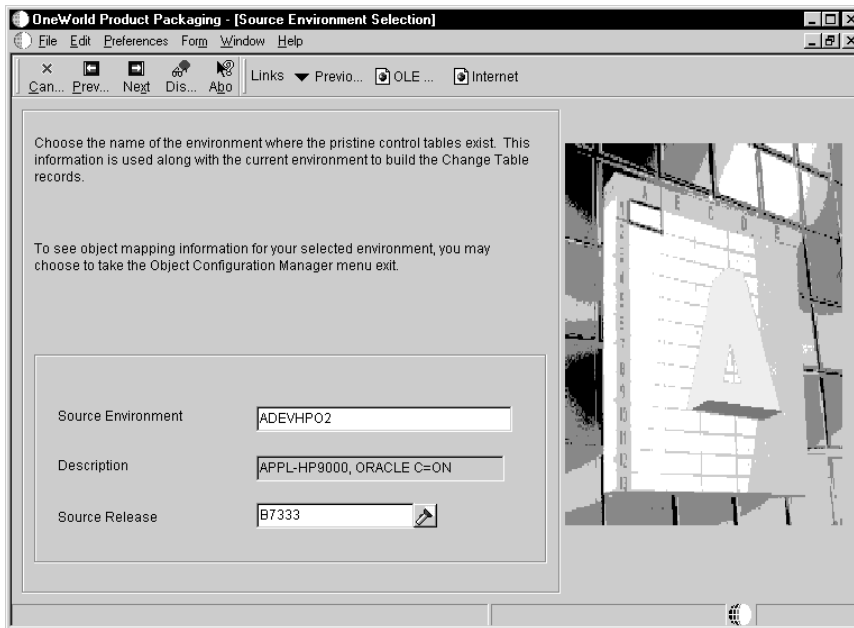 OneWorld Product Packaging - [Source Environment Selection]
File Edit Preferences Form Window Help
Can... Prev... Next Dis... Abo Links Previo... OLE ... Internet
Choose the name of the environment where the pristine control tables exist. This
information is used along with the current environment to build the Change Table
records.
To see object mapping information for your selected environment, you may
choose to take the Object Configuration Manager menu exit.
Source Environment ADEVHPO2
Description APPL-HP9000, ORACLE C=ON
Source Release B7333
A E C D E
A